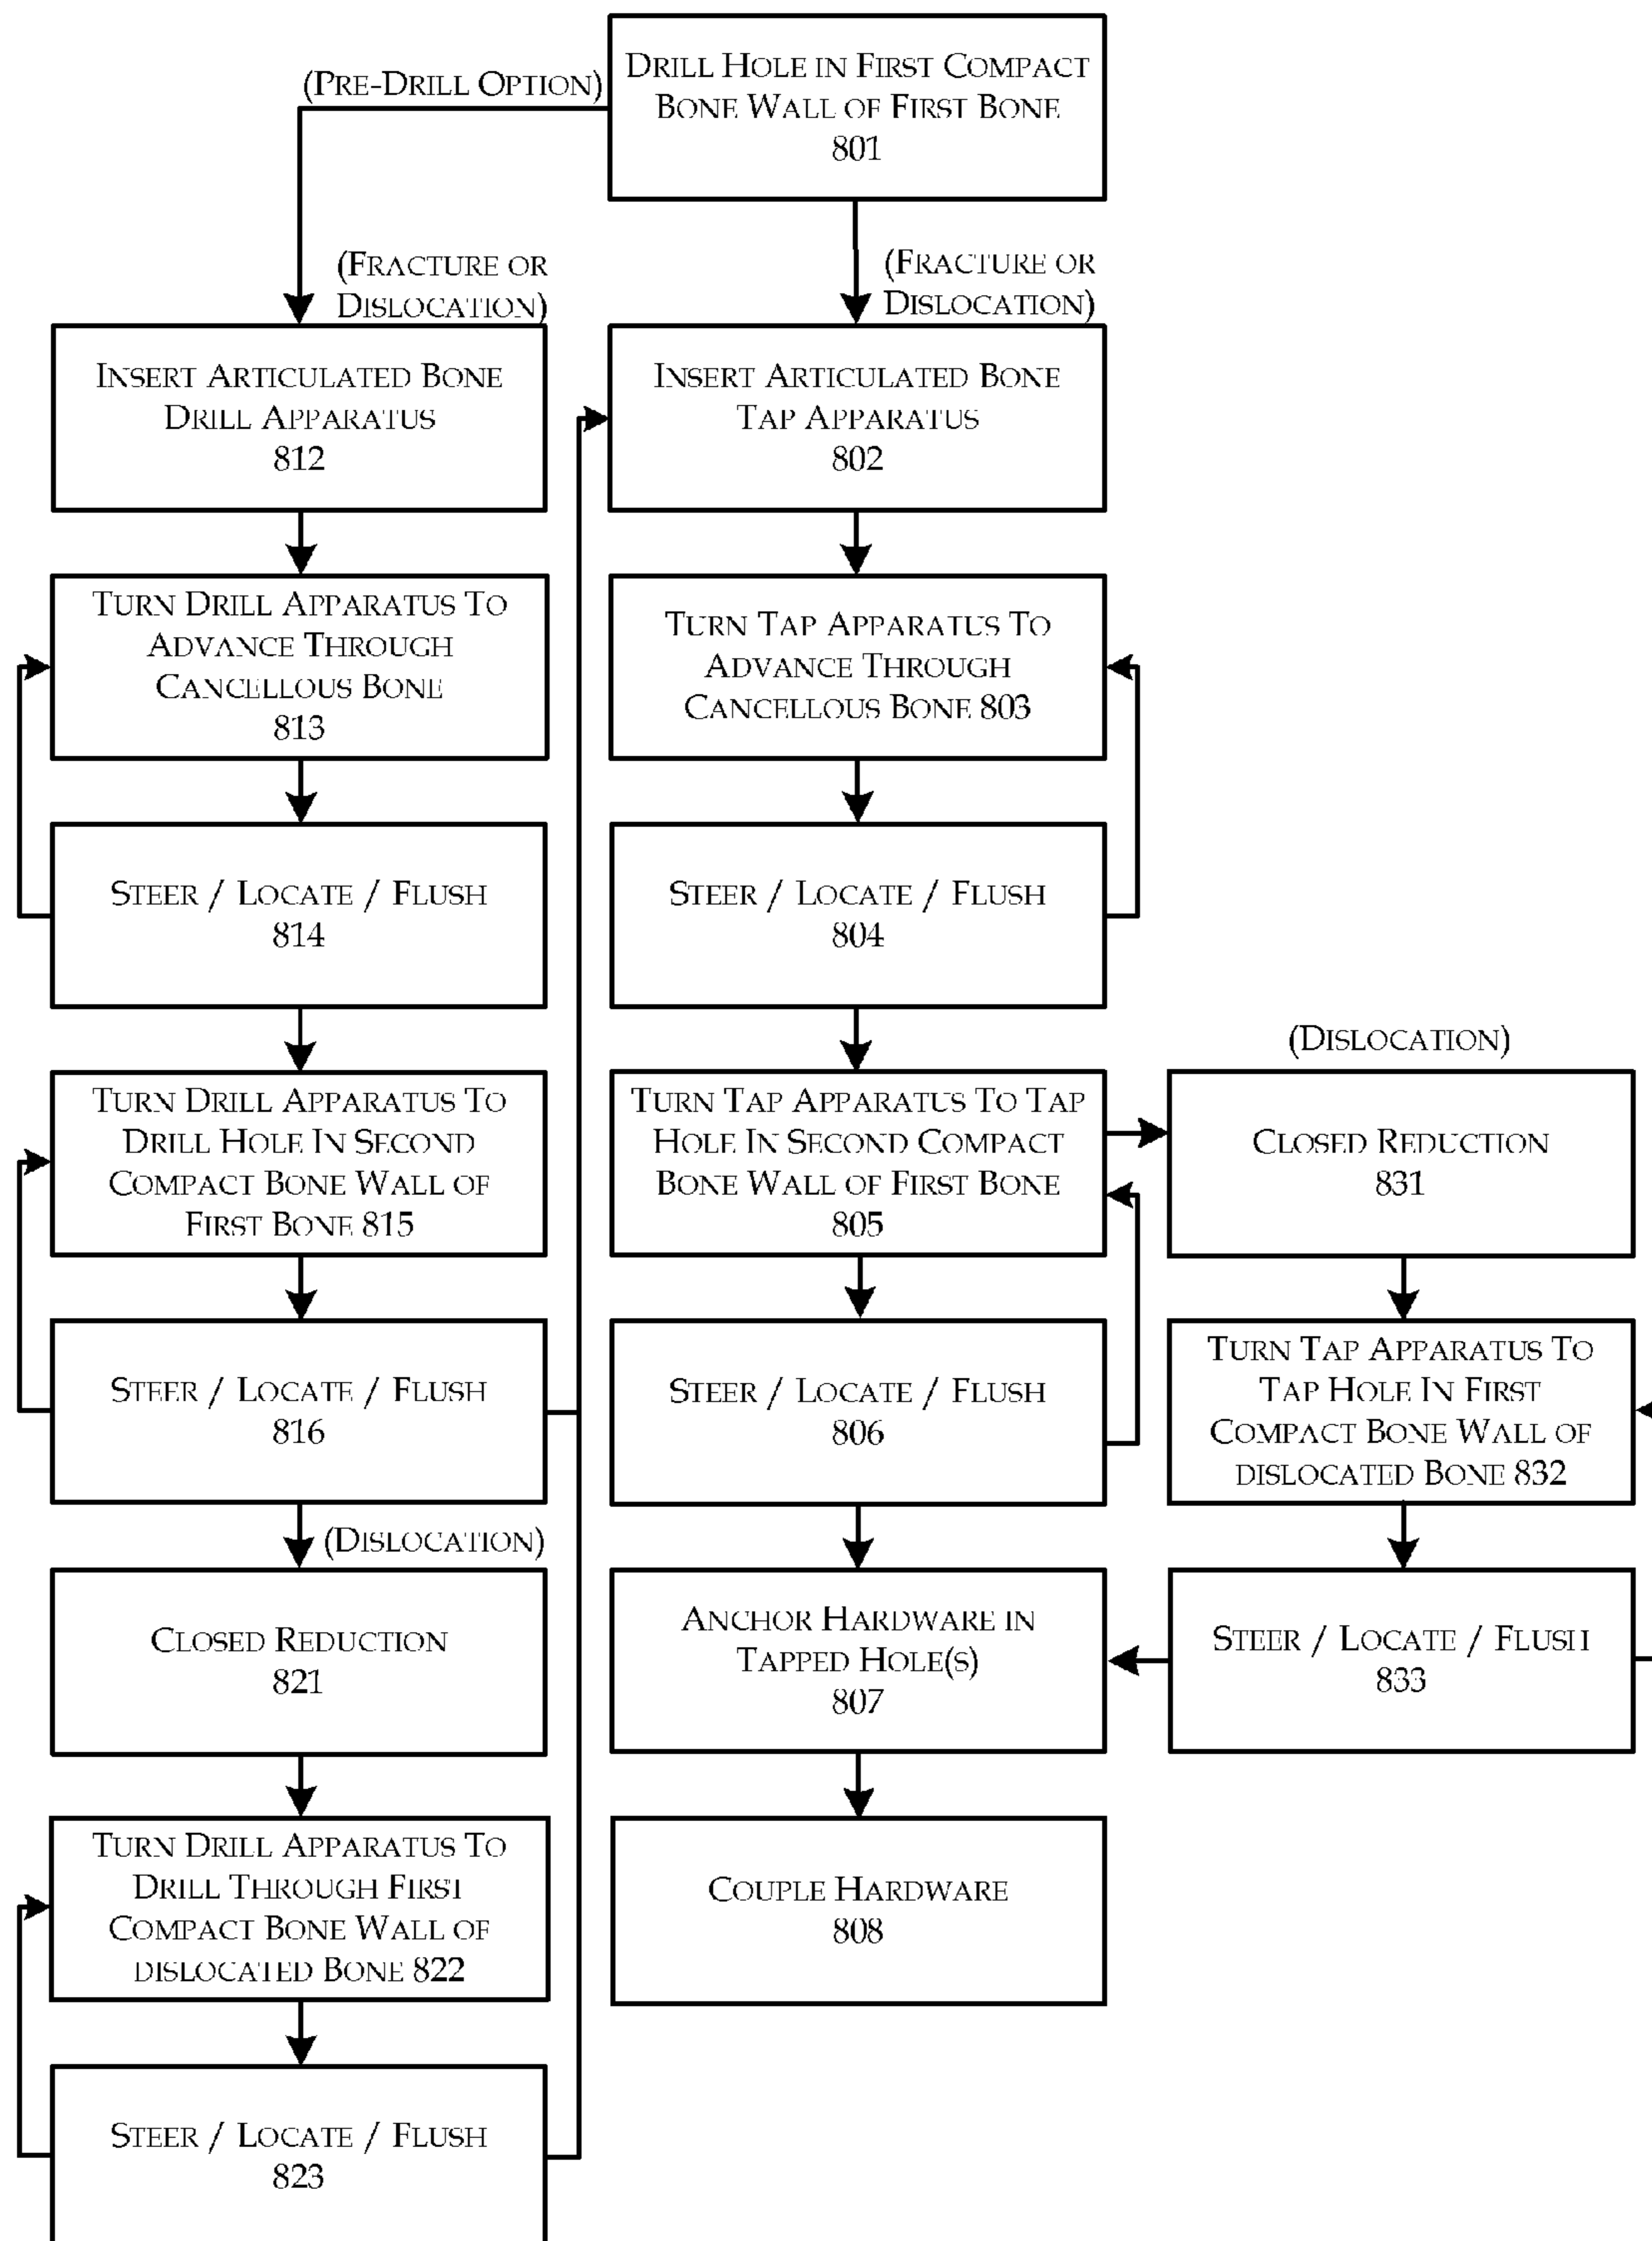 DRILL HOLE IN FIRST COMPACT
BONE WALL OF FIRST BONE
801
(PRE-DRILL OPTION)
(FRACTURE OR
DISLOCATION)
(FRACTURE OR
DISLOCATION)
INSERT ARTICULATED BONE
DRILL APPARATUS
812
INSERT ARTICULATED BONE
TAP APPARATUS
802
TURN DRILL APPARATUS TO
ADVANCE THROUGH
CANCELLOUS BONE
813
TURN TAP APPARATUS TO
ADVANCE THROUGH
CANCELLOUS BONE 803
STEER / LOCATE / FLUSH
814
STEER / LOCATE / FLUSH
804
TURN DRILL APPARATUS TO
DRILL HOLE IN SECOND
COMPACT BONE WALL OF
FIRST BONE 815
TURN TAP APPARATUS TO TAP
HOLE IN SECOND COMPACT
BONE WALL OF FIRST BONE
805
(DISLOCATION)
CLOSED REDUCTION
831
STEER / LOCATE / FLUSH
816
STEER / LOCATE / FLUSH
806
TURN TAP APPARATUS TO
TAP HOLE IN FIRST
COMPACT BONE WALL OF
DISLOCATED BONE 832
(DISLOCATION)
CLOSED REDUCTION
821
ANCHOR HARDWARE IN
TAPPED HOLE(S)
807
STEER / LOCATE / FLUSH
833
TURN DRILL APPARATUS TO
DRILL THROUGH FIRST
COMPACT BONE WALL OF
DISLOCATED BONE 822
COUPLE HARDWARE
808
STEER / LOCATE / FLUSH
823